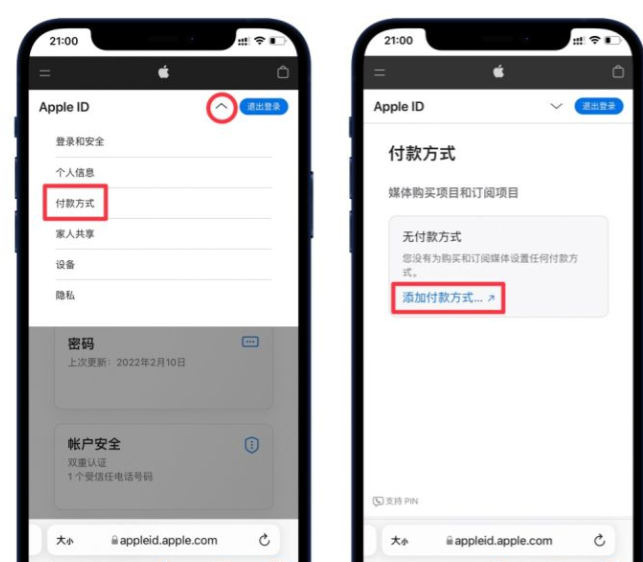 21:00
Apple ID
退出登录
登录和安全
个人信息
付款方式
家人共享
设备
隐私
密码
上次更新：2022年2月10日
帐户安全
双重认证
1 个受信任电话号码
大小 appleid.apple.com
21:00
Apple ID
退出登录
付款方式
媒体购买项目和订阅项目
无付款方式
您没有为购买和订阅媒体设置任何付款方
式。
添加付款方式... ↗
支持 PIN
大小 appleid.apple.com